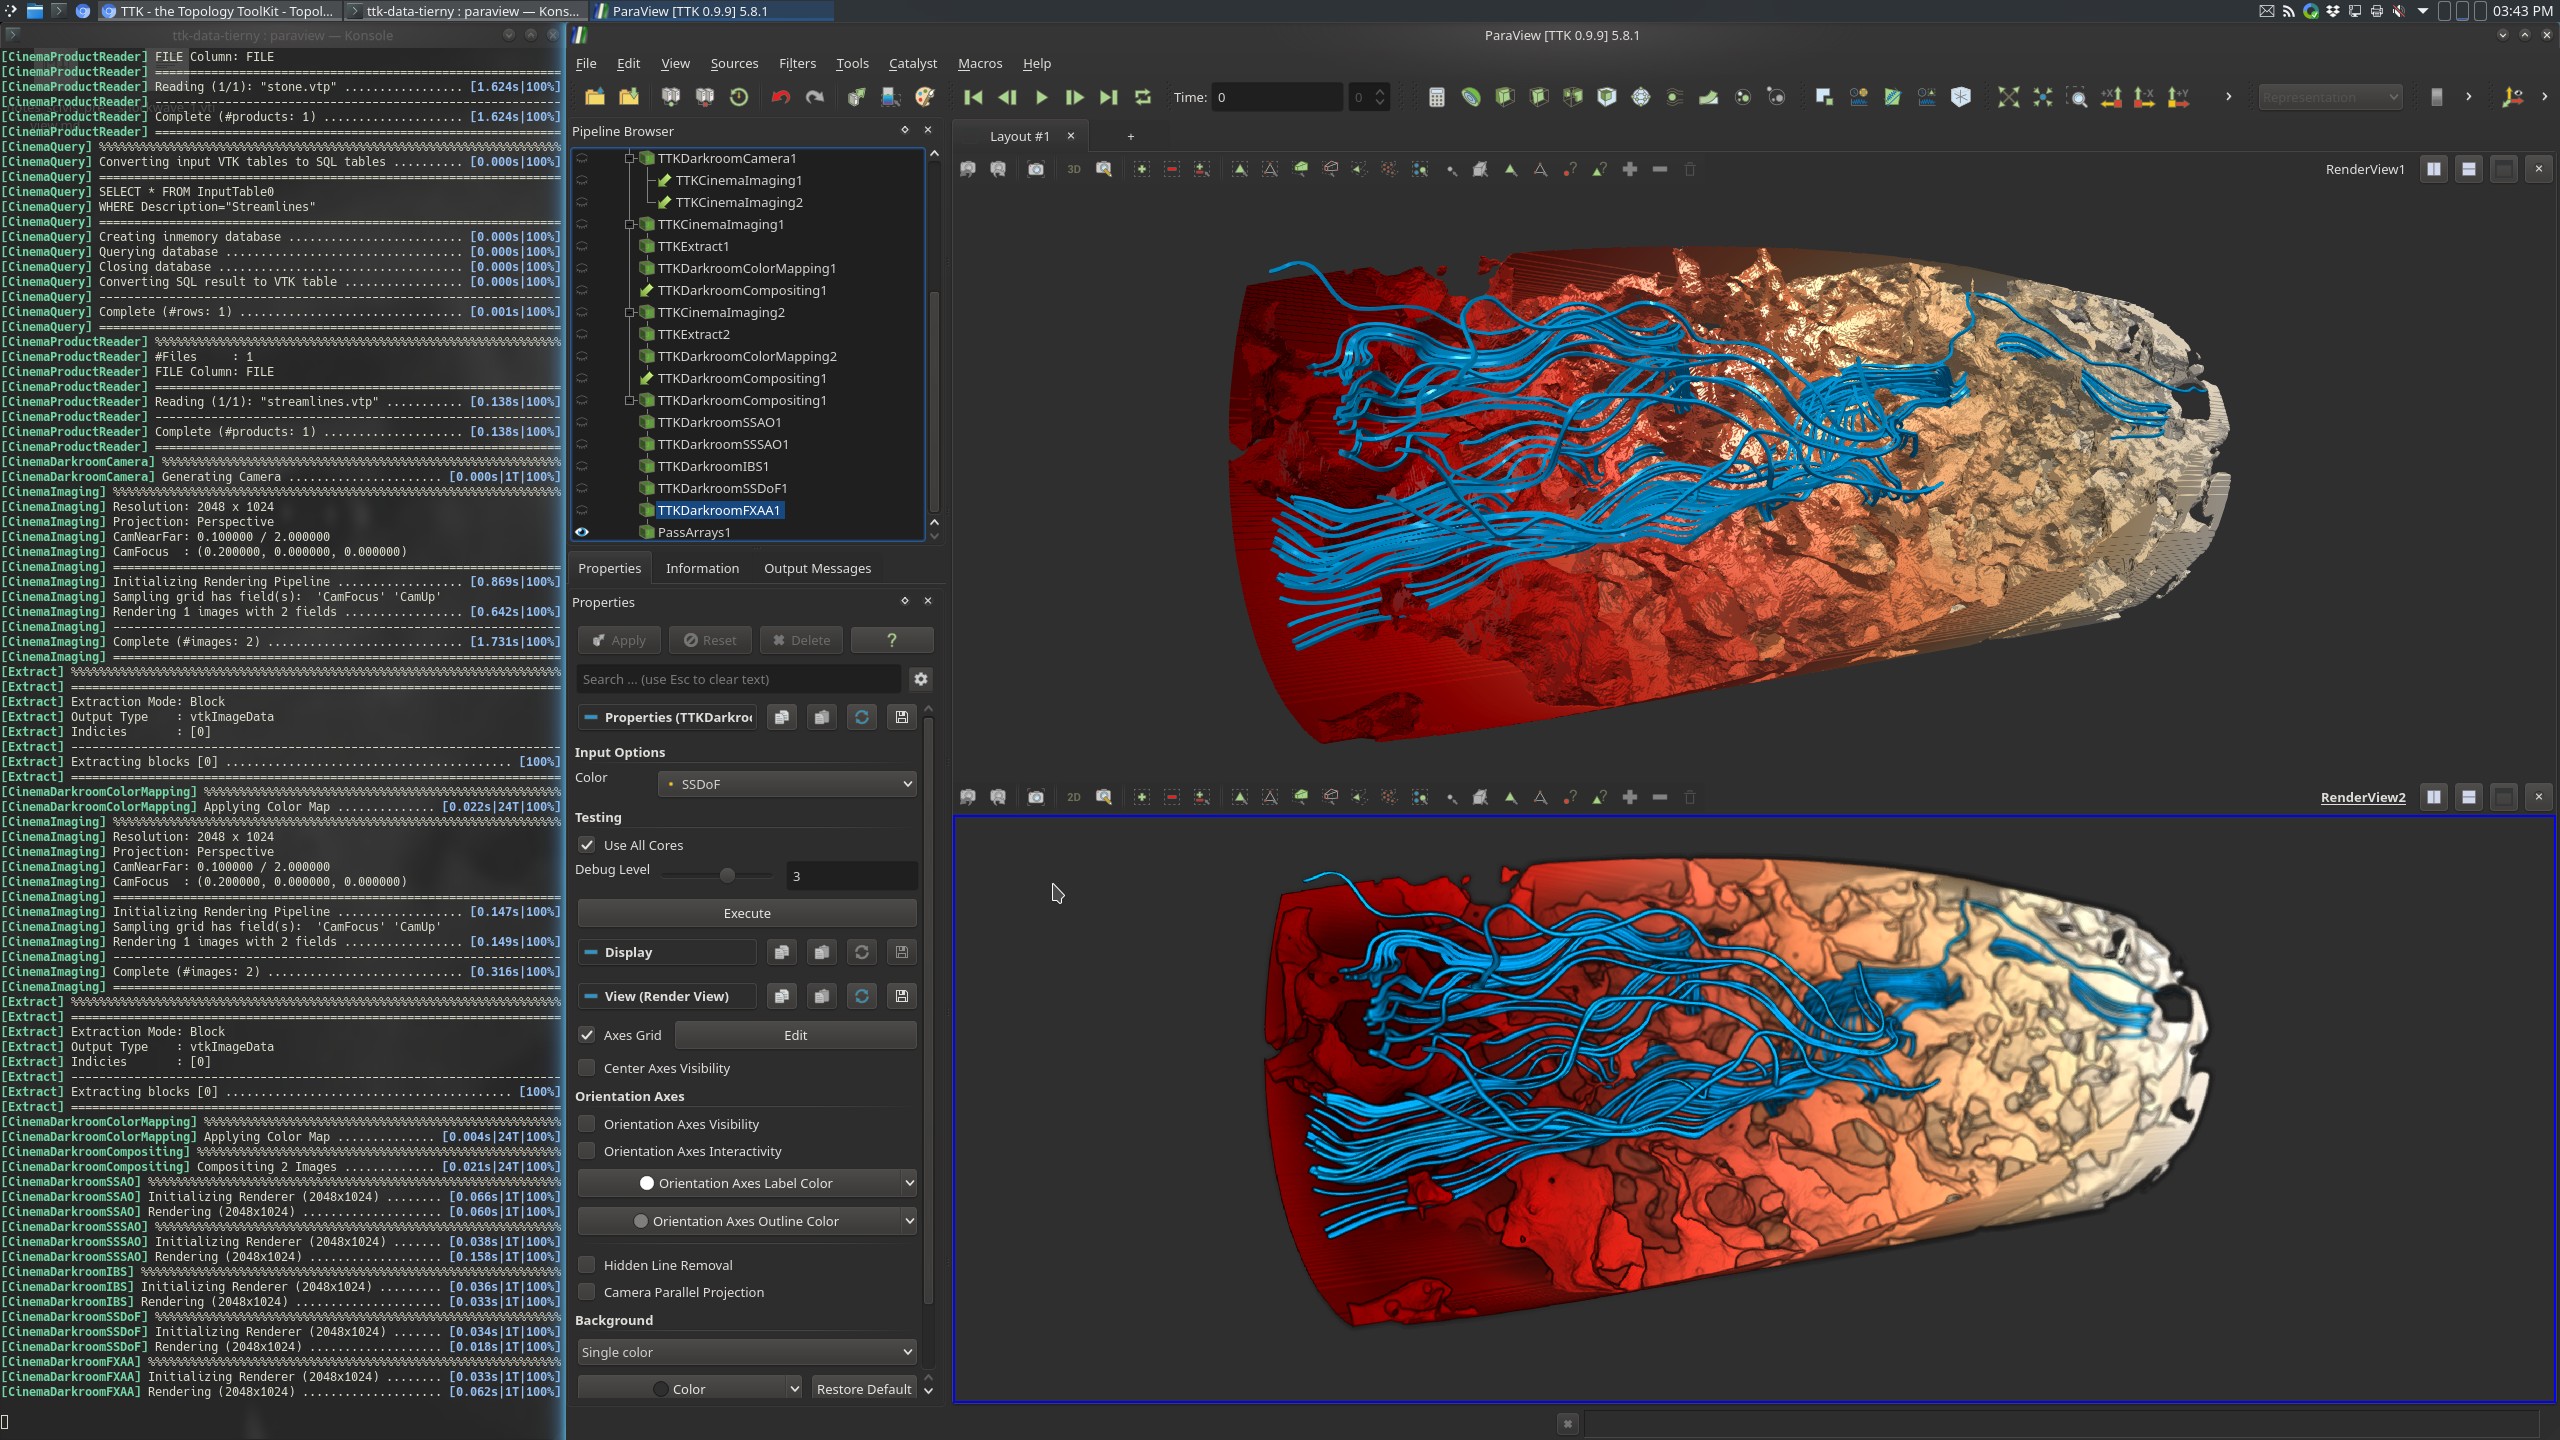 TTK - the Topology ToolKit - Topol...
ttk-data-tierny : paraview — Kons...
ParaView [TTK 0.9.9] 5.8.1
03:43 PM
ttk-data-tierny : paraview — Konsole
[CinemaProductReader] FILE Column: FILE
[CinemaProductReader] ================
[CinemaProductReader] Reading (1/1): "stone.vtp" ................. [1.624s|100%]
[CinemaProductReader] ----------------
[CinemaProductReader] Complete (#products: 1) .................... [1.624s|100%]
[CinemaProductReader] ================
[CinemaQuery] %%%%%%%%%%%%%%%%
[CinemaQuery] Converting input VTK tables to SQL tables .......... [0.000s|100%]
[CinemaQuery] ================
[CinemaQuery] SELECT * FROM InputTable0
[CinemaQuery] WHERE Description="Streamlines"
[CinemaQuery] ================
[CinemaQuery] Creating inmemory database ......................... [0.000s|100%]
[CinemaQuery] Querying database .................................. [0.000s|100%]
[CinemaQuery] Closing database ................................... [0.000s|100%]
[CinemaQuery] Converting SQL result to VTK table ................. [0.000s|100%]
[CinemaQuery] ----------------
[CinemaQuery] Complete (#rows: 1) ................................ [0.001s|100%]
[CinemaQuery] ================
[CinemaProductReader] %%%%%%%%%%%%%%%%
[CinemaProductReader] #Files     : 1
[CinemaProductReader] FILE Column: FILE
[CinemaProductReader] ================
[CinemaProductReader] Reading (1/1): "streamlines.vtp" ........... [0.138s|100%]
[CinemaProductReader] ----------------
[CinemaProductReader] Complete (#products: 1) .................... [0.138s|100%]
[CinemaProductReader] ================
[CinemaDarkroomCamera] %%%%%%%%%%%%%%%%
[CinemaDarkroomCamera] Generating Camera ...................... [0.000s|1T|100%]
[CinemaImaging] %%%%%%%%%%%%%%%%
[CinemaImaging] Resolution: 2048 x 1024
[CinemaImaging] Projection: Perspective
[CinemaImaging] CamNearFar: 0.100000 / 2.000000
[CinemaImaging] CamFocus  : (0.200000, 0.000000, 0.000000)
[CinemaImaging] ================
[CinemaImaging] Initializing Rendering Pipeline .................. [0.869s|100%]
[CinemaImaging] Sampling grid has field(s):  'CamFocus' 'CamUp'
[CinemaImaging] Rendering 1 images with 2 fields ................. [0.642s|100%]
[CinemaImaging] ----------------
[CinemaImaging] Complete (#images: 2) ............................ [1.731s|100%]
[CinemaImaging] ================
[Extract] %%%%%%%%%%%%%%%%
[Extract] ================
[Extract] Extraction Mode: Block
[Extract] Output Type    : vtkImageData
[Extract] Indicies       : [0]
[Extract] ----------------
[Extract] Extracting blocks [0] ........................................ [100%]
[Extract] ================
[CinemaDarkroomColorMapping] %%%%%%%%%%%%%%%%
[CinemaDarkroomColorMapping] Applying Color Map .............. [0.022s|24T|100%]
[CinemaImaging] %%%%%%%%%%%%%%%%
[CinemaImaging] Resolution: 2048 x 1024
[CinemaImaging] Projection: Perspective
[CinemaImaging] CamNearFar: 0.100000 / 2.000000
[CinemaImaging] CamFocus  : (0.200000, 0.000000, 0.000000)
[CinemaImaging] ================
[CinemaImaging] Initializing Rendering Pipeline .................. [0.147s|100%]
[CinemaImaging] Sampling grid has field(s):  'CamFocus' 'CamUp'
[CinemaImaging] Rendering 1 images with 2 fields ................. [0.149s|100%]
[CinemaImaging] ----------------
[CinemaImaging] Complete (#images: 2) ............................ [0.316s|100%]
[CinemaImaging] ================
[Extract] %%%%%%%%%%%%%%%%
[Extract] ================
[Extract] Extraction Mode: Block
[Extract] Output Type    : vtkImageData
[Extract] Indicies       : [0]
[Extract] ----------------
[Extract] Extracting blocks [0] ........................................ [100%]
[Extract] ================
[CinemaDarkroomColorMapping] %%%%%%%%%%%%%%%%
[CinemaDarkroomColorMapping] Applying Color Map .............. [0.004s|24T|100%]
[CinemaDarkroomCompositing] %%%%%%%%%%%%%%%%
[CinemaDarkroomCompositing] Compositing 2 Images ............. [0.021s|24T|100%]
[CinemaDarkroomSSAO] %%%%%%%%%%%%%%%%
[CinemaDarkroomSSAO] Initializing Renderer (2048x1024) ........ [0.066s|1T|100%]
[CinemaDarkroomSSAO] Rendering (2048x1024) .................... [0.060s|1T|100%]
[CinemaDarkroomSSSAO] %%%%%%%%%%%%%%%%
[CinemaDarkroomSSSAO] Initializing Renderer (2048x1024) ....... [0.038s|1T|100%]
[CinemaDarkroomSSSAO] Rendering (2048x1024) ................... [0.158s|1T|100%]
[CinemaDarkroomIBS] %%%%%%%%%%%%%%%%
[CinemaDarkroomIBS] Initializing Renderer (2048x1024) ......... [0.036s|1T|100%]
[CinemaDarkroomIBS] Rendering (2048x1024) ..................... [0.033s|1T|100%]
[CinemaDarkroomSSDoF] %%%%%%%%%%%%%%%%
[CinemaDarkroomSSDoF] Initializing Renderer (2048x1024) ....... [0.034s|1T|100%]
[CinemaDarkroomSSDoF] Rendering (2048x1024) ................... [0.018s|1T|100%]
[CinemaDarkroomFXAA] %%%%%%%%%%%%%%%%
[CinemaDarkroomFXAA] Initializing Renderer (2048x1024) ........ [0.033s|1T|100%]
[CinemaDarkroomFXAA] Rendering (2048x1024) .................... [0.062s|1T|100%]
ParaView [TTK 0.9.9] 5.8.1
File Edit View Sources Filters Tools Catalyst Macros Help
Time: 0
0
Representation
Pipeline Browser
TTKDarkroomCamera1
TTKCinemaImaging1
TTKCinemaImaging2
TTKCinemaImaging1
TTKExtract1
TTKDarkroomColorMapping1
TTKDarkroomCompositing1
TTKCinemaImaging2
TTKExtract2
TTKDarkroomColorMapping2
TTKDarkroomCompositing1
TTKDarkroomCompositing1
TTKDarkroomSSAO1
TTKDarkroomSSSAO1
TTKDarkroomIBS1
TTKDarkroomSSDoF1
TTKDarkroomFXAA1
PassArrays1
Properties Information Output Messages
Properties
Apply Reset Delete ?
Search ... (use Esc to clear text)
Properties (TTKDarkroo
Input Options
Color SSDoF
Testing
Use All Cores
Debug Level 3
Execute
Display
View (Render View)
Axes Grid Edit
Center Axes Visibility
Orientation Axes
Orientation Axes Visibility
Orientation Axes Interactivity
Orientation Axes Label Color
Orientation Axes Outline Color
Hidden Line Removal
Camera Parallel Projection
Background
Single color
Color Restore Default
Layout #1 +
3D
RenderView1
2D
RenderView2